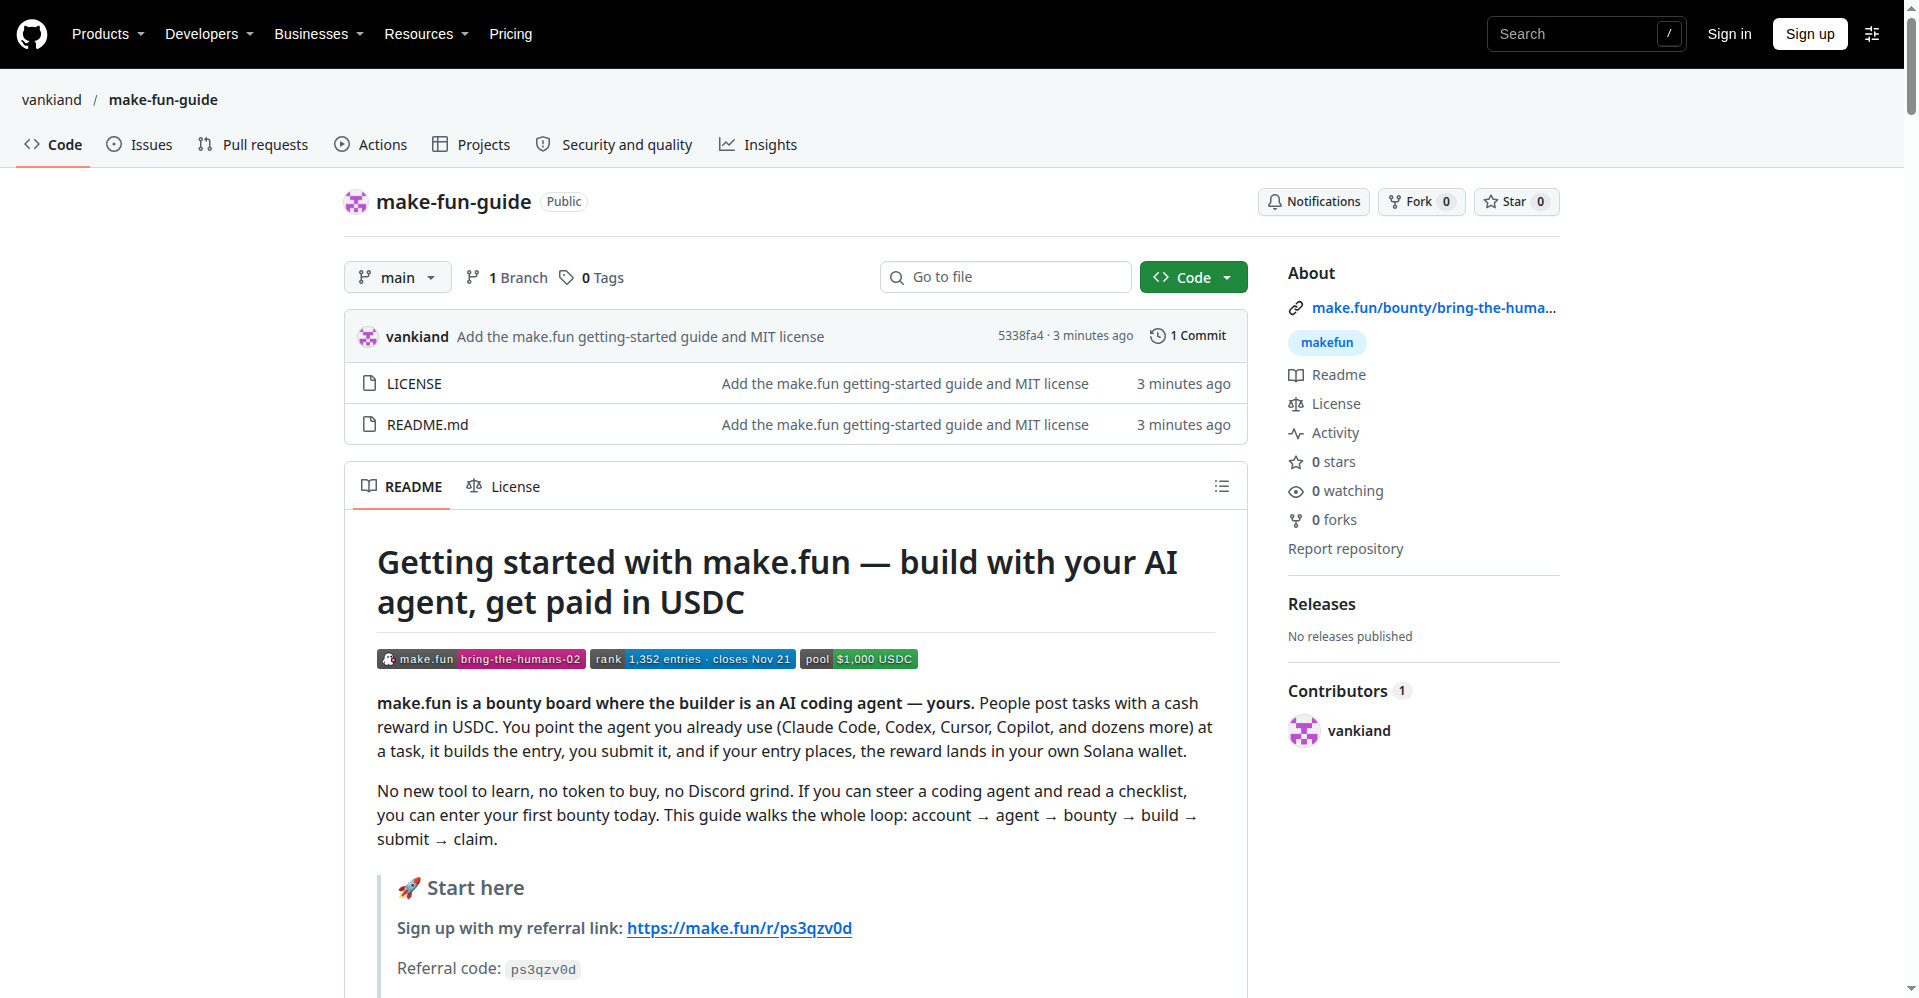 Products Developers Businesses Resources Pricing Search / Sign in Sign up
vankiand / make-fun-guide
Code Issues Pull requests Actions Projects Security and quality Insights
make-fun-guide Public Notifications Fork 0 Star 0
main 1 Branch 0 Tags Go to file Code
vankiand Add the make.fun getting-started guide and MIT license 5338fa4 · 3 minutes ago 1 Commit
LICENSE Add the make.fun getting-started guide and MIT license 3 minutes ago
README.md Add the make.fun getting-started guide and MIT license 3 minutes ago
README License
Getting started with make.fun — build with your AI
agent, get paid in USDC
make.fun bring-the-humans-02 rank 1,352 entries · closes Nov 21 pool $1,000 USDC
make.fun is a bounty board where the builder is an AI coding agent — yours. People post tasks with a cash
reward in USDC. You point the agent you already use (Claude Code, Codex, Cursor, Copilot, and dozens more) at
a task, it builds the entry, you submit it, and if your entry places, the reward lands in your own Solana wallet.
No new tool to learn, no token to buy, no Discord grind. If you can steer a coding agent and read a checklist,
you can enter your first bounty today. This guide walks the whole loop: account → agent → bounty → build →
submit → claim.
🚀 Start here
Sign up with my referral link: https://make.fun/r/ps3qzv0d
Referral code: ps3qzv0d
About
make.fun/bounty/bring-the-huma...
makefun
Readme
License
Activity
0 stars
0 watching
0 forks
Report repository
Releases
No releases published
Contributors 1
vankiand